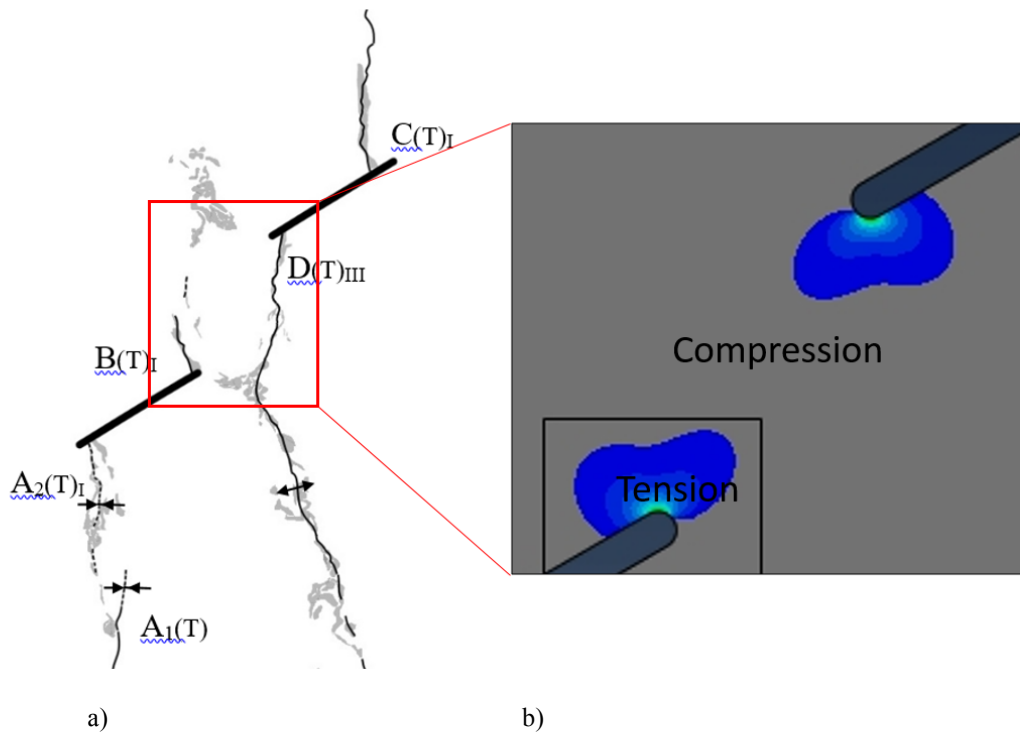 C(T)I
D(T)III
B(T)I
A2(T)I
A1(T)
Compression
Tension
a)
b)